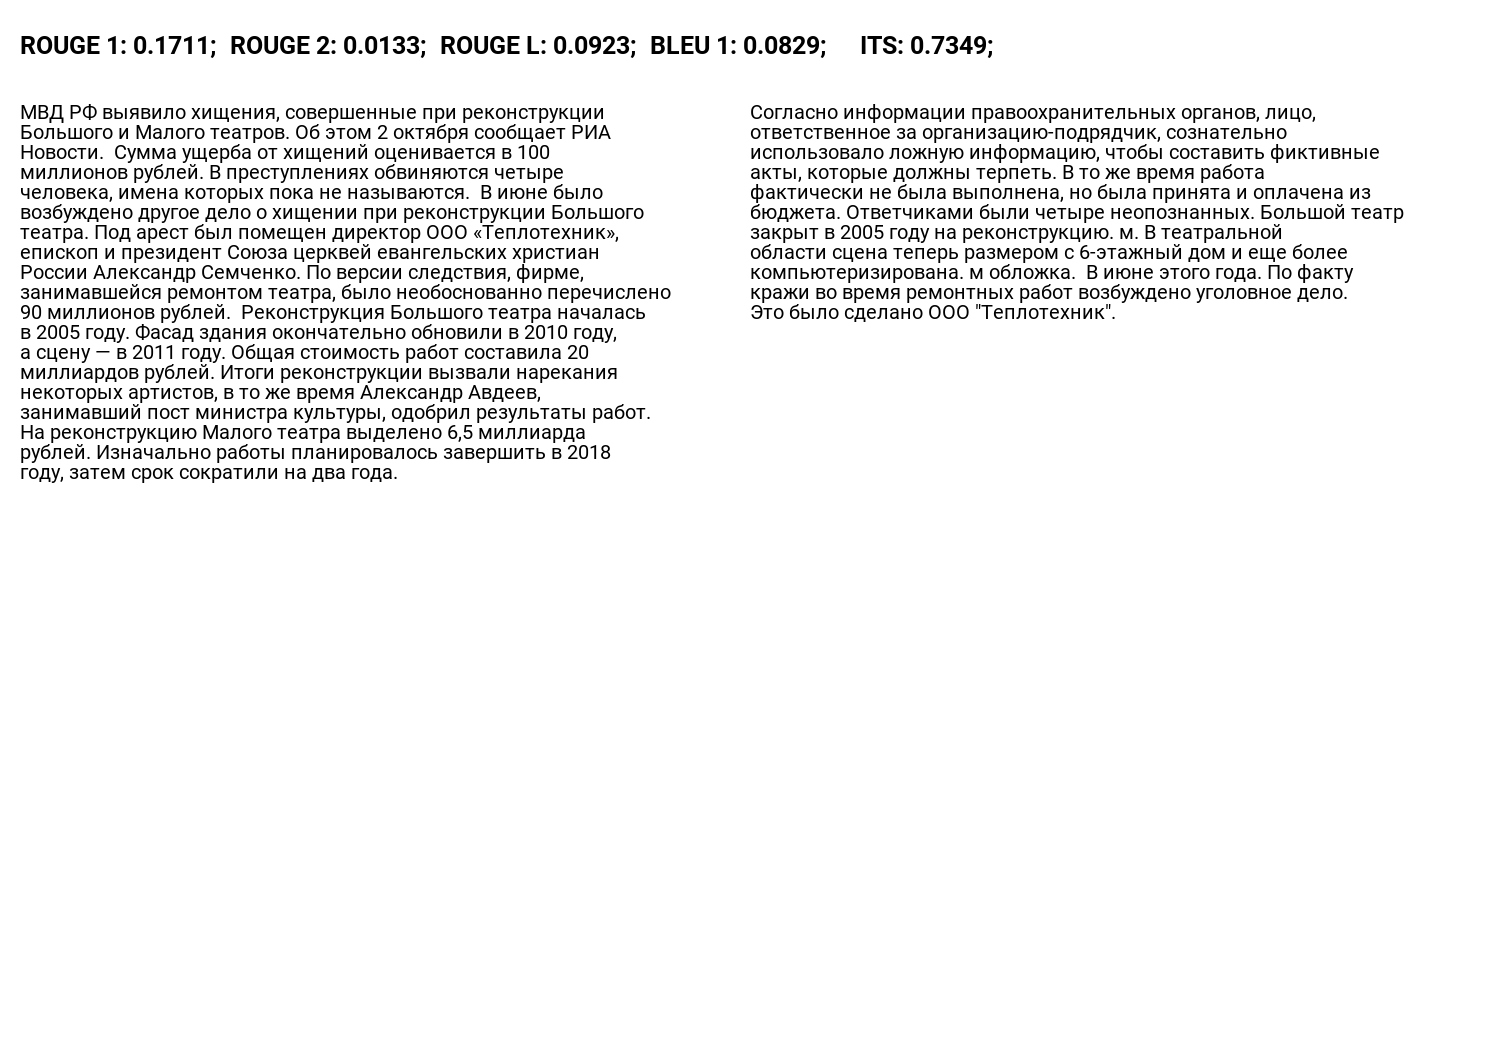 ROUGE 1: 0.1711; ROUGE 2: 0.0133; ROUGE L: 0.0923; BLEU 1: 0.0829; ITS: 0.7349;
МВД РФ выявило хищения, совершенные при реконструкции
Большого и Малого театров. Об этом 2 октября сообщает РИА
Новости.  Сумма ущерба от хищений оценивается в 100
миллионов рублей. В преступлениях обвиняются четыре
человека, имена которых пока не называются.  В июне было
возбуждено другое дело о хищении при реконструкции Большого
театра. Под арест был помещен директор ООО «Теплотехник»,
епископ и президент Союза церквей евангельских христиан
России Александр Семченко. По версии следствия, фирме,
занимавшейся ремонтом театра, было необоснованно перечислено
90 миллионов рублей.  Реконструкция Большого театра началась
в 2005 году. Фасад здания окончательно обновили в 2010 году,
а сцену — в 2011 году. Общая стоимость работ составила 20
миллиардов рублей. Итоги реконструкции вызвали нарекания
некоторых артистов, в то же время Александр Авдеев,
занимавший пост министра культуры, одобрил результаты работ.
На реконструкцию Малого театра выделено 6,5 миллиарда
рублей. Изначально работы планировалось завершить в 2018
году, затем срок сократили на два года.
Согласно информации правоохранительных органов, лицо,
ответственное за организацию-подрядчик, сознательно
использовало ложную информацию, чтобы составить фиктивные
акты, которые должны терпеть. В то же время работа
фактически не была выполнена, но была принята и оплачена из
бюджета. Ответчиками были четыре неопознанных. Большой театр
закрыт в 2005 году на реконструкцию. м. В театральной
области сцена теперь размером с 6-этажный дом и еще более
компьютеризирована. м обложка.  В июне этого года. По факту
кражи во время ремонтных работ возбуждено уголовное дело.
Это было сделано ООО "Теплотехник".